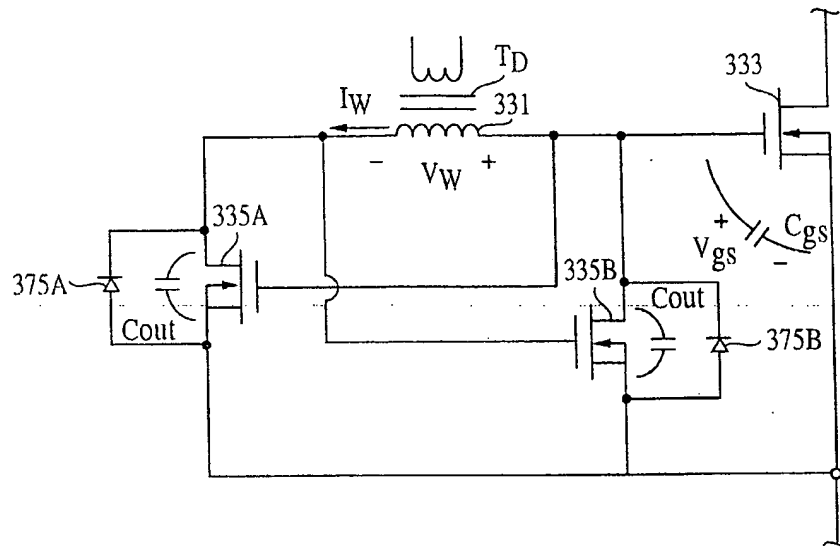 T_D
333
I_W
331
- V_W +
335A
+ C_gs
V_gs -
335B
375A
Cout
Cout
375B